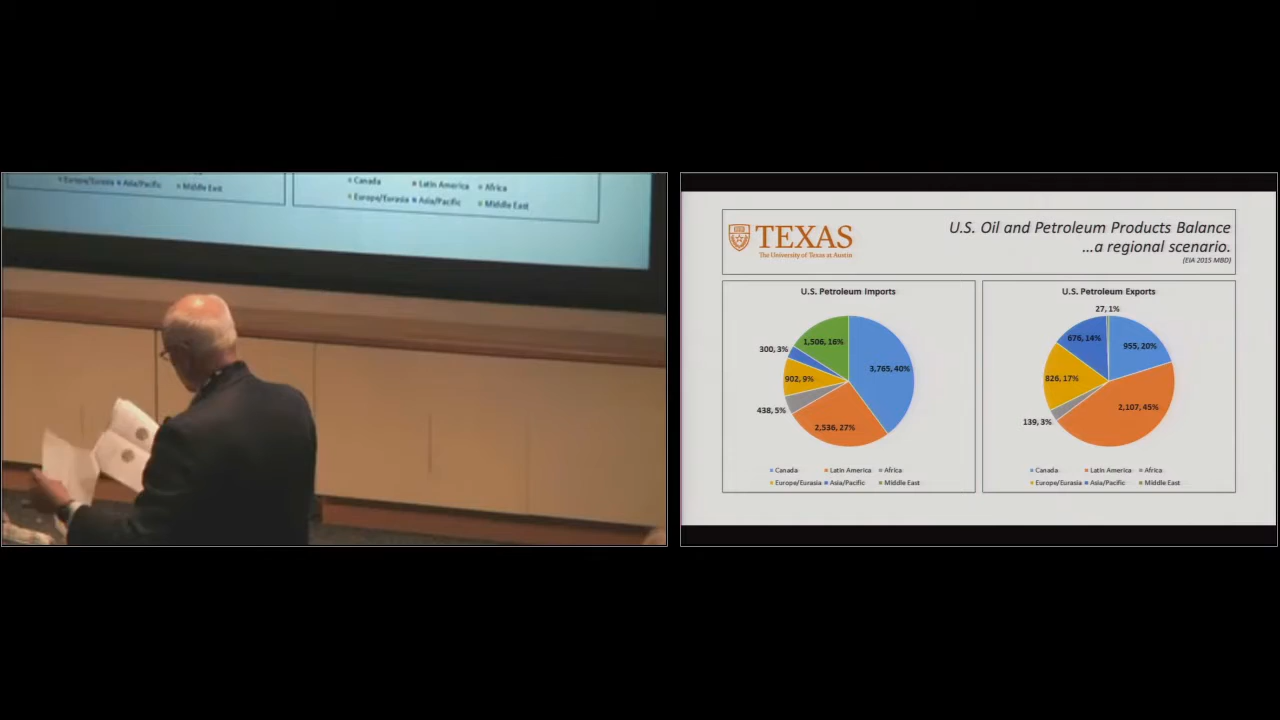 Europe/Eurasia Asia/Pacific Middle East
Canada Latin America Africa
Europe/Eurasia Asia/Pacific Middle East
TEXAS
The University of Texas at Austin
U.S. Oil and Petroleum Products Balance
...a regional scenario.
(EIA 2015 MBD)
U.S. Petroleum Imports
1,506, 16%
300, 3%
3,765, 40%
902, 9%
438, 5%
2,536, 27%
Canada Latin America Africa
Europe/Eurasia Asia/Pacific Middle East
U.S. Petroleum Exports
27, 1%
676, 14%
955, 20%
826, 17%
2,107, 45%
139, 3%
Canada Latin America Africa
Europe/Eurasia Asia/Pacific Middle East